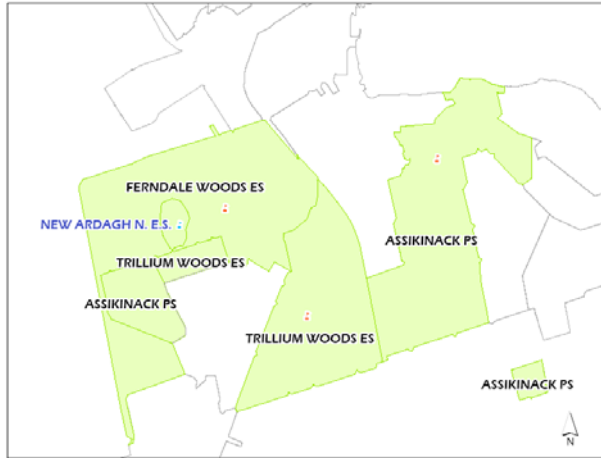 FERNDALE WOODS ES
NEW ARDAGH N. E.S.
ASSIKINACK PS
TRILLIUM WOODS ES
ASSIKINACK PS
TRILLIUM WOODS ES
ASSIKINACK PS
N